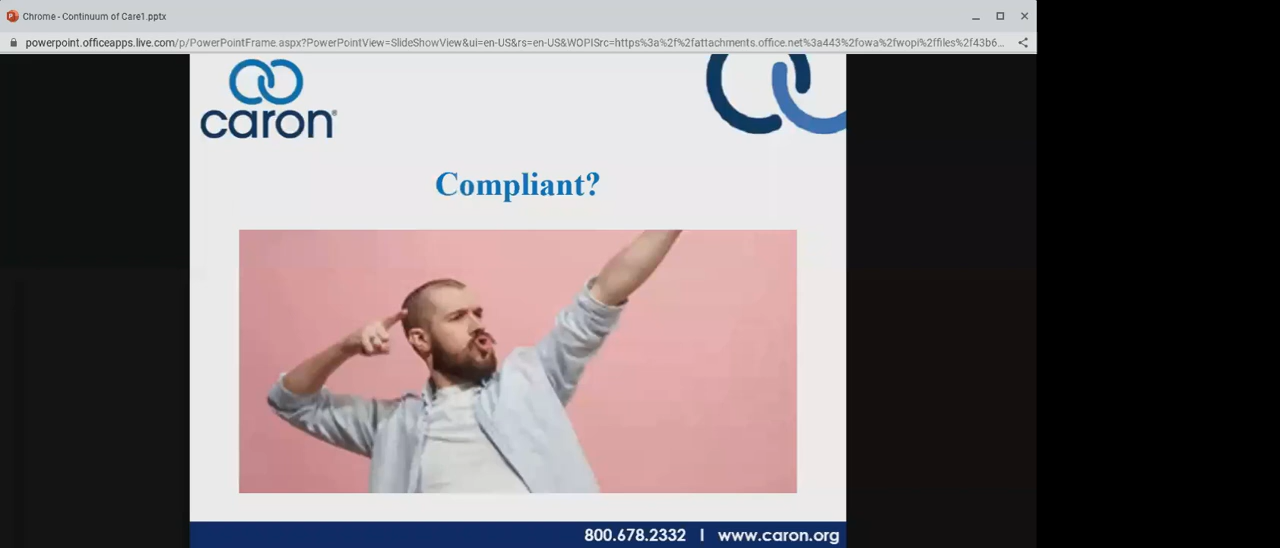 Chrome - Continuum of Care1.pptx
powerpoint.officeapps.live.com/p/PowerPointFrame.aspx?PowerPointView=SlideShowView&ui=en-US&rs=en-US&WOPISrc=https%3a%2f%2fattachments.office.net%3a443%2fowa%2fwopi%2ffiles%2f43b6...
caron®
Compliant?
800.678.2332 | www.caron.org